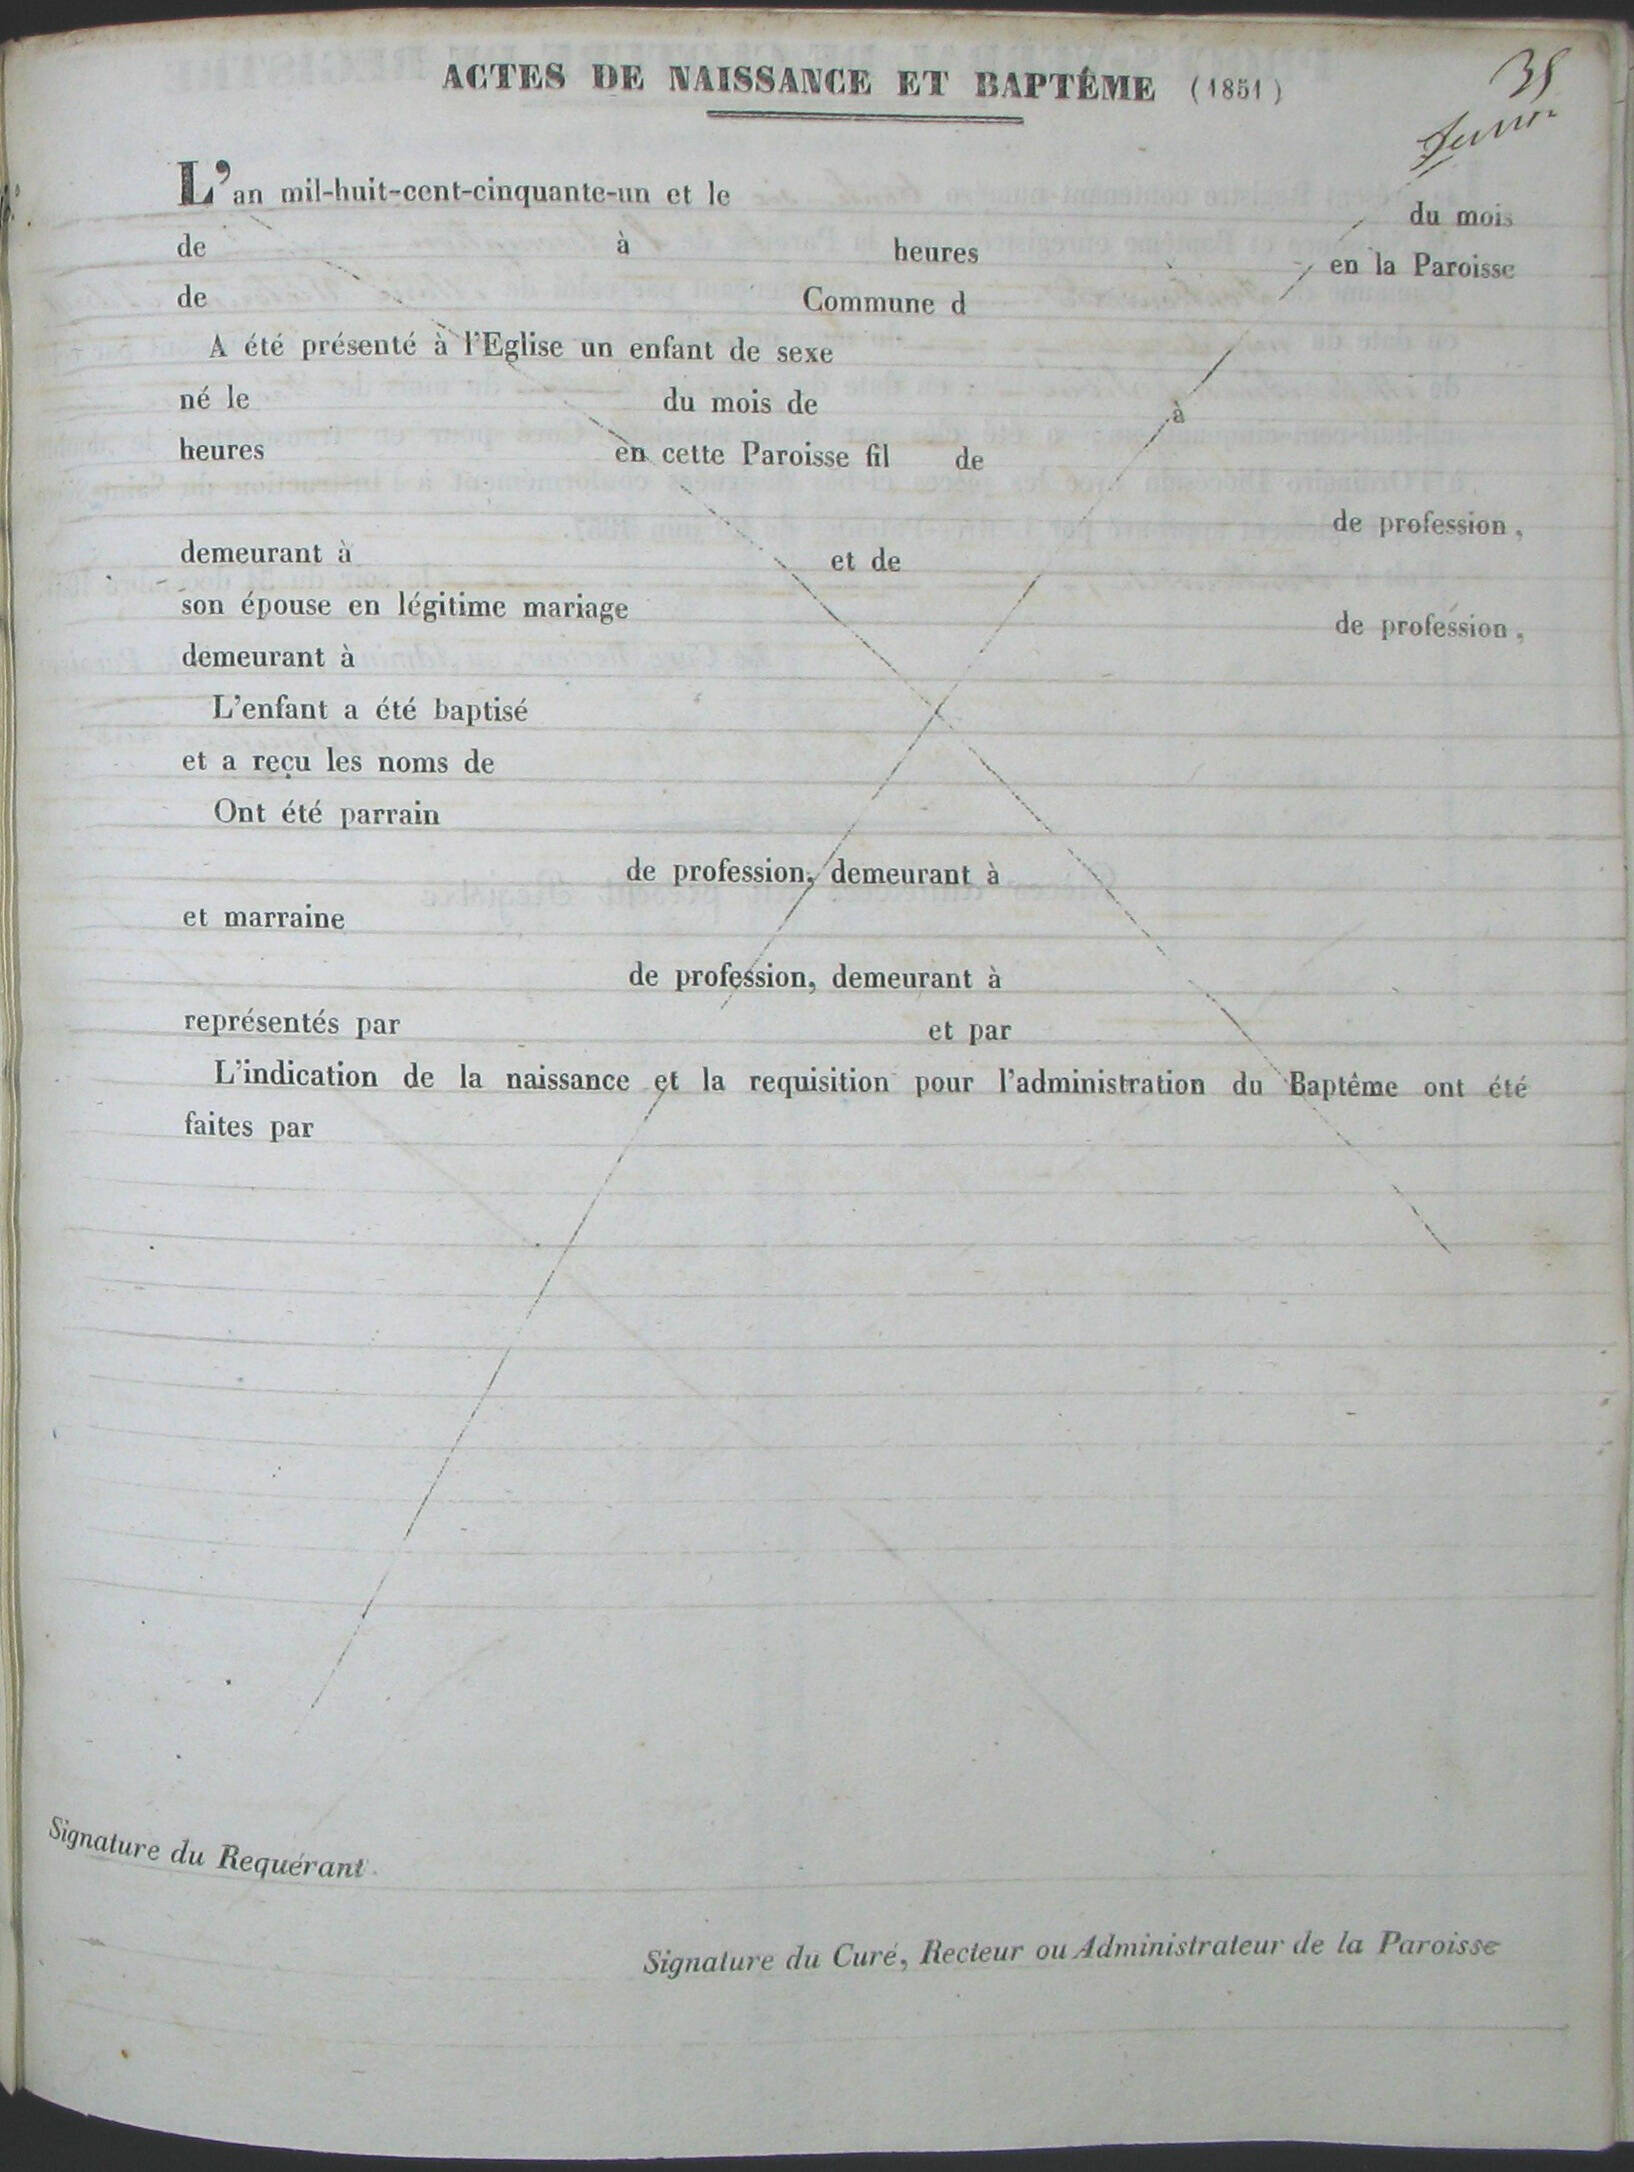 ACTES DE NAISSANCE ET BAPTÊME (1851)
35
L'an mil-huit-cent-cinquante-un et le du mois
de à heures en la Paroisse
de Commune d
A été présenté à l'Eglise un enfant de sexe
né le du mois de à
heures en cette Paroisse fil de
de profession,
demeurant à et de
son épouse en légitime mariage de profession,
demeurant à
L'enfant a été baptisé
et a reçu les noms de
Ont été parrain
de profession, demeurant à
et marraine
de profession, demeurant à
représentés par et par
L'indication de la naissance et la requisition pour l'administration du Baptême ont été
faites par
Signature du Requérant
Signature du Curé, Recteur ou Administrateur de la Paroisse